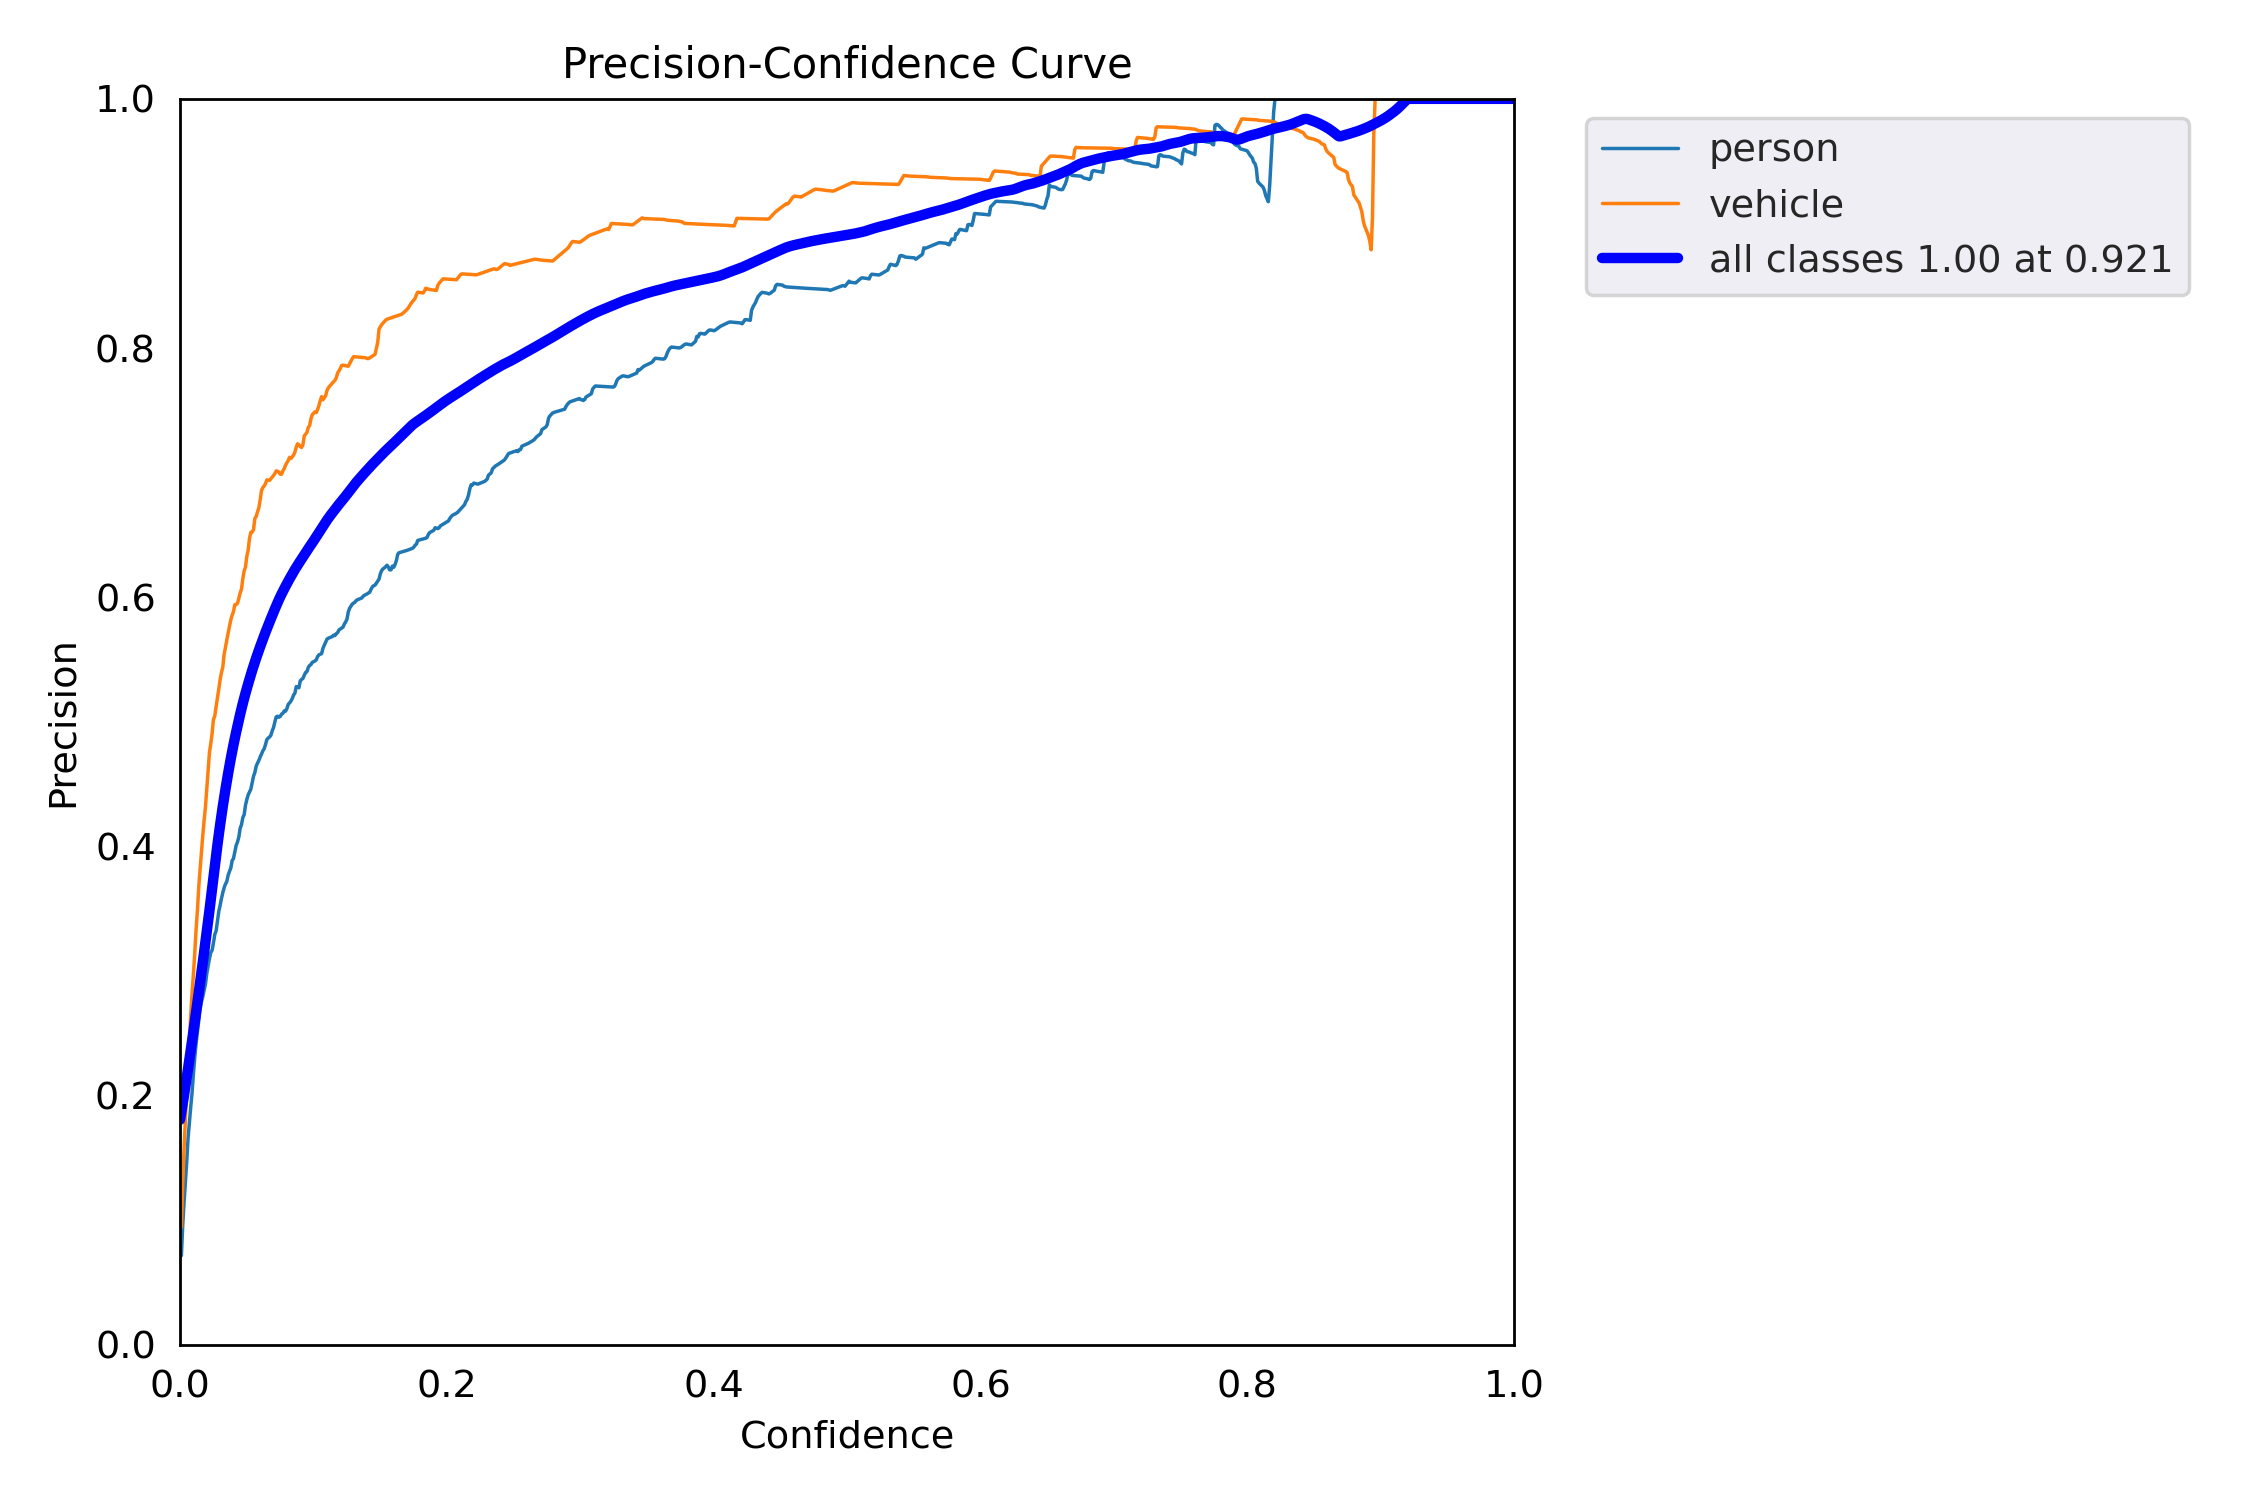 Precision-Confidence Curve
1.0
0.8
0.6
0.4
0.2
0.0
Precision
0.0 0.2 0.4 0.6 0.8 1.0
Confidence
person
vehicle
all classes 1.00 at 0.921